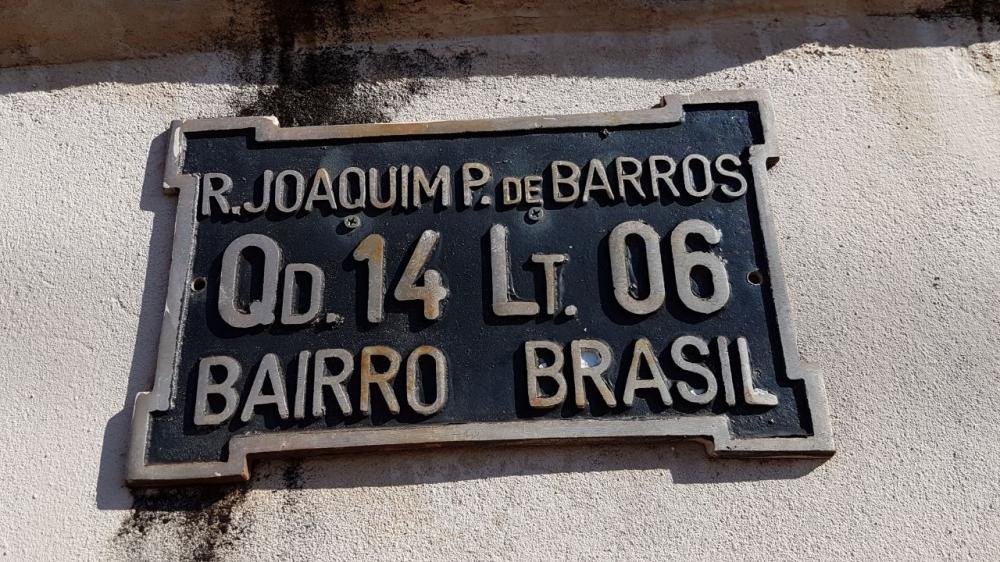 R. JOAQUIM P. DE BARROS
QD. 14 LT. 06
BAIRRO BRASIL